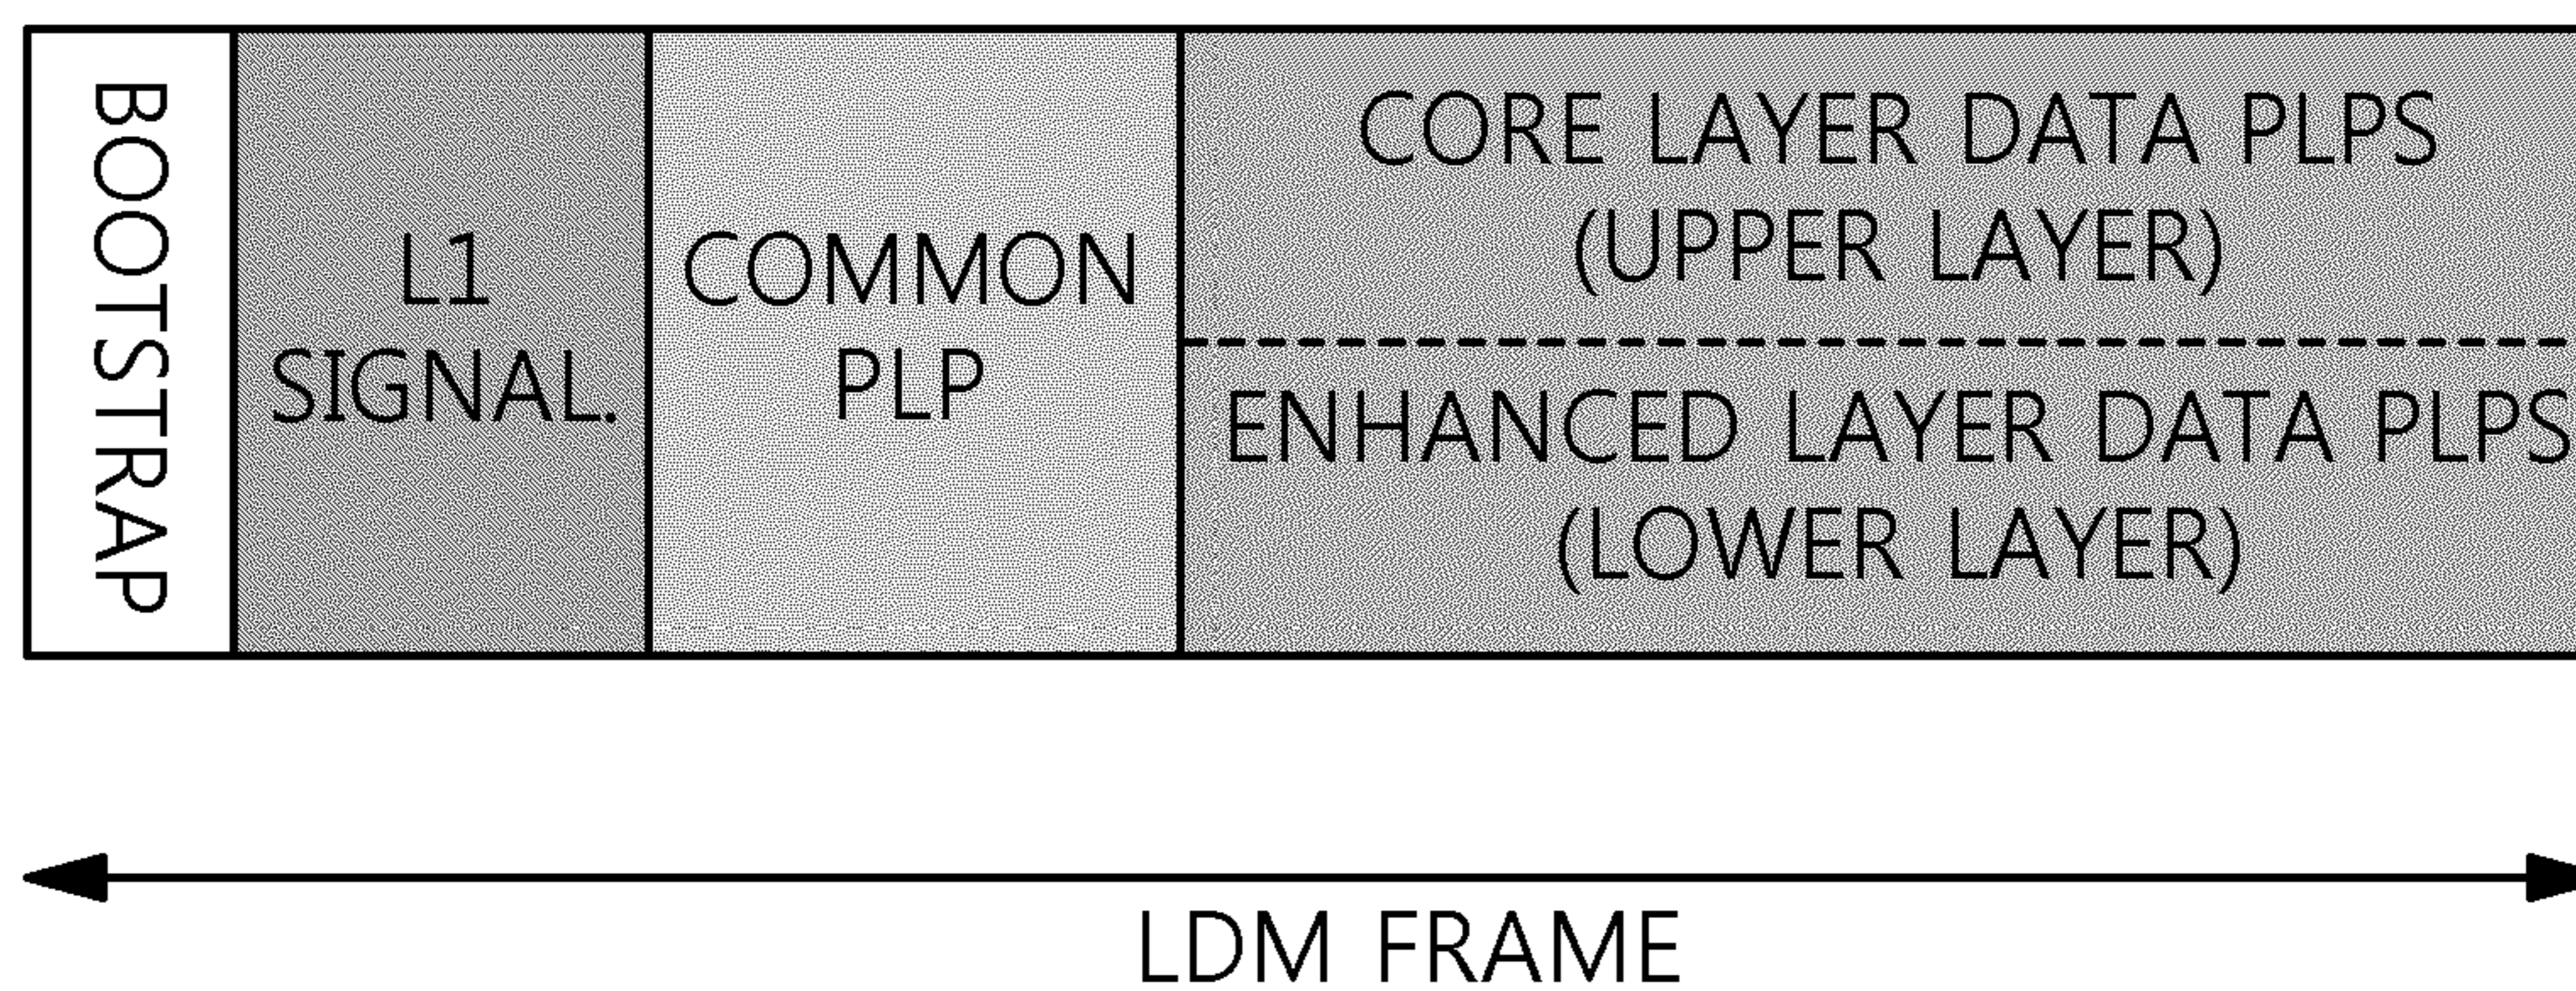 BOOTSTRAP
L1
SIGNAL.
COMMON
PLP
CORE LAYER DATA PLPS
(UPPER LAYER)
ENHANCED LAYER DATA PLPS
(LOWER LAYER)
LDM FRAME